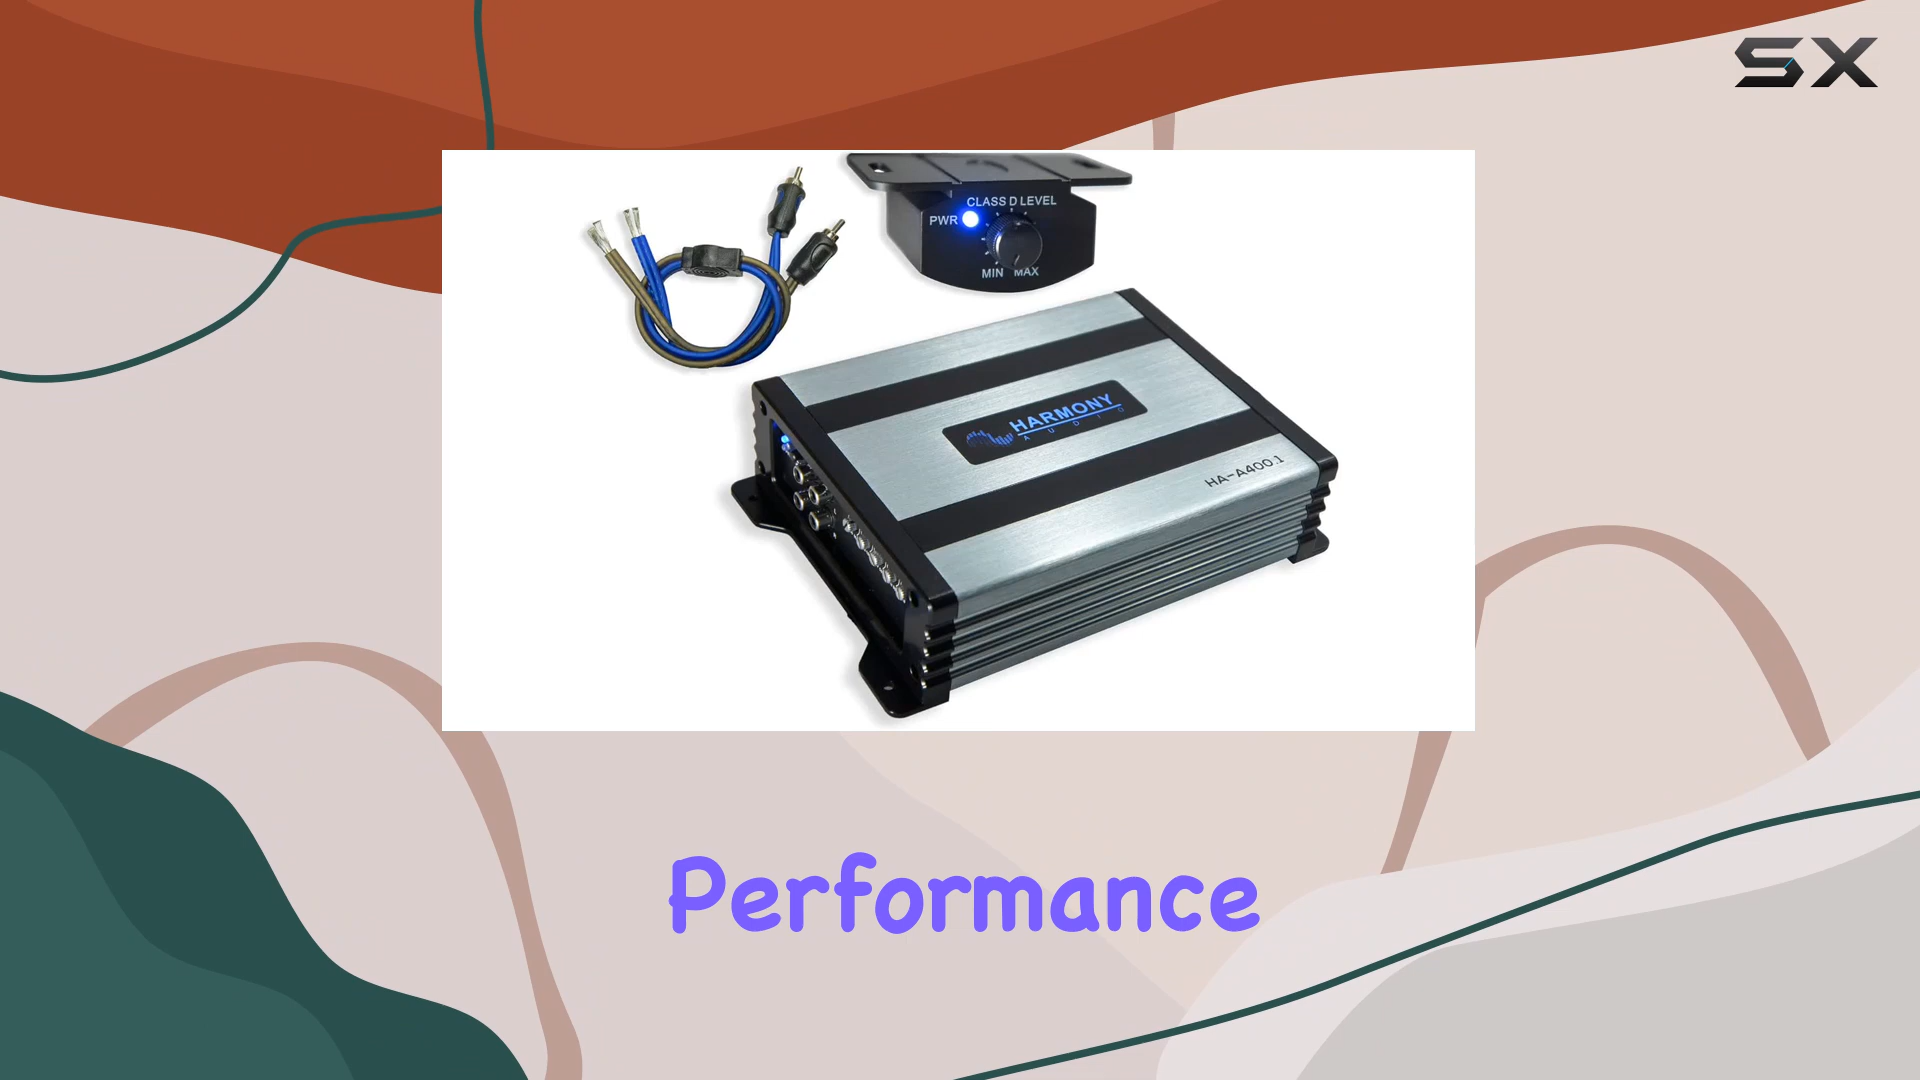 SX
CLASS D LEVEL
PWR
MIN MAX
HARMONY
AUDIO
HA-A400.1
Performance